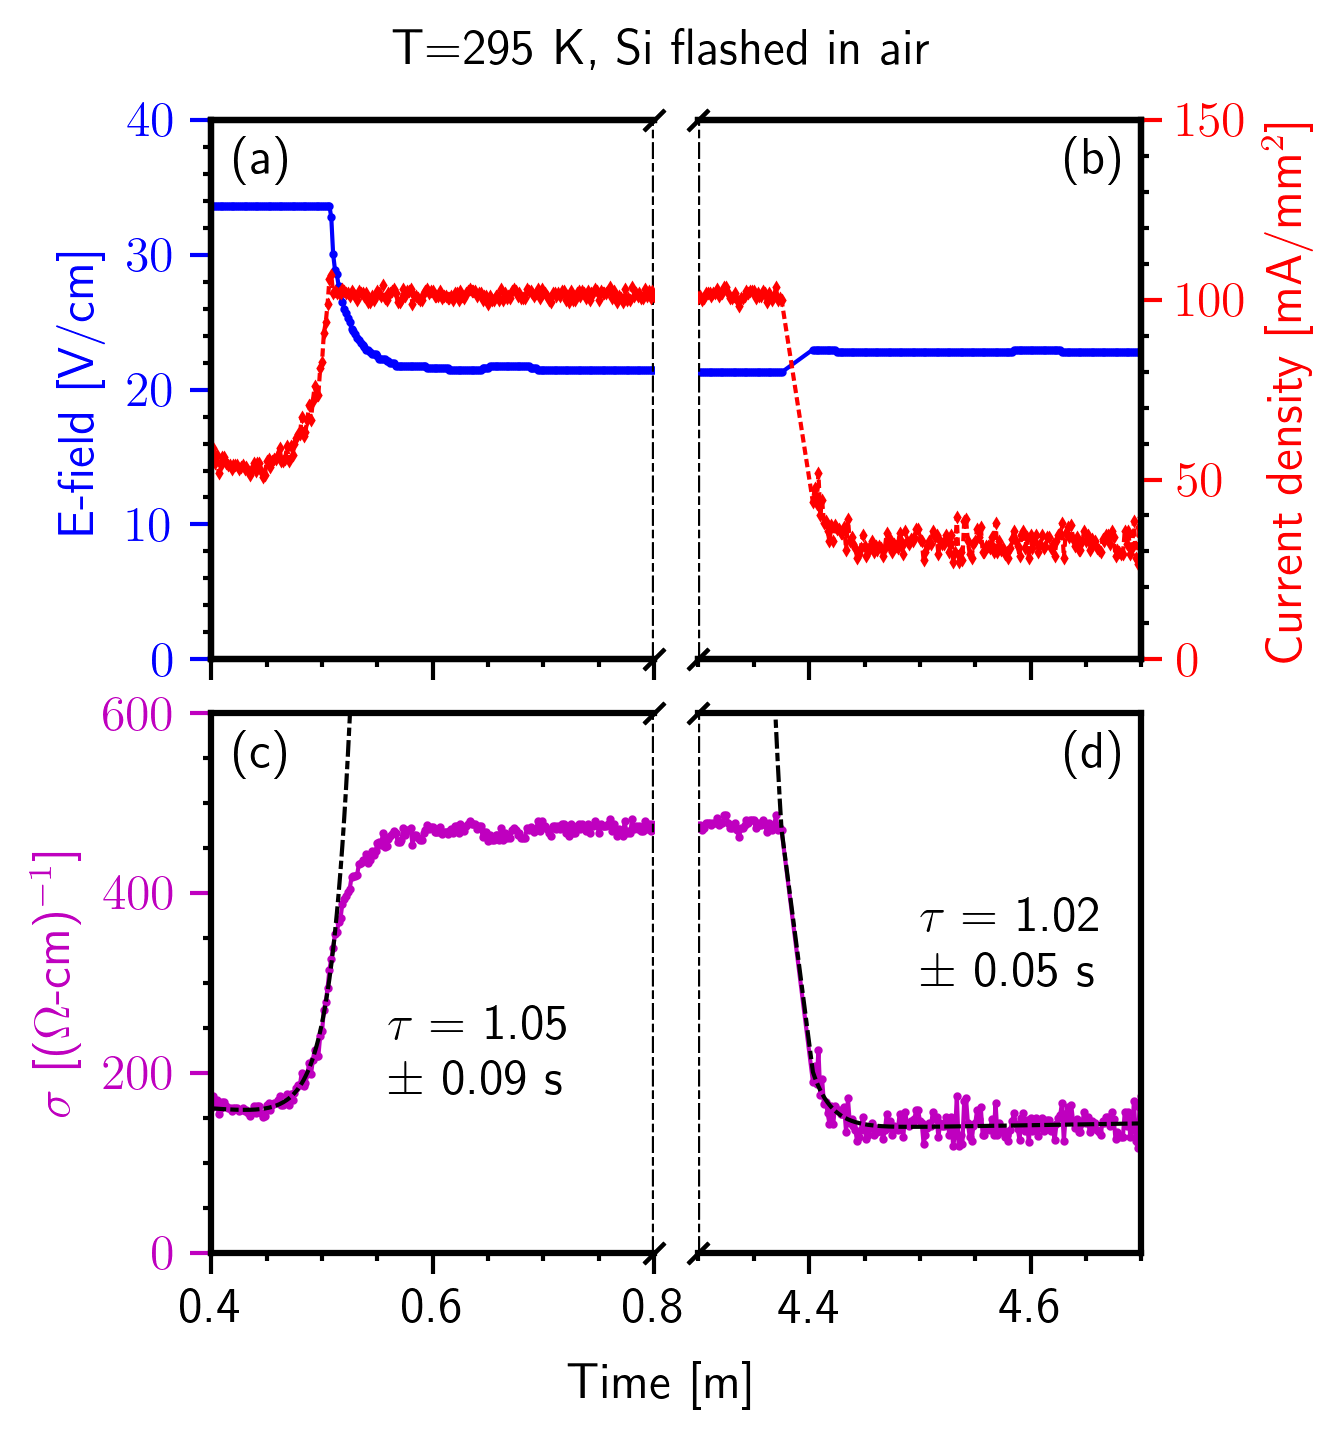 T=295 K, Si flashed in air
40
30
20
10
0
E-field [V/cm]
(a)
(b)
150
100
50
0
Current density [mA/mm²]
600
400
200
0
σ [(Ω-cm)⁻¹]
(c)
τ = 1.05
± 0.09 s
(d)
τ = 1.02
± 0.05 s
0.4 0.6 0.8 4.4 4.6
Time [m]